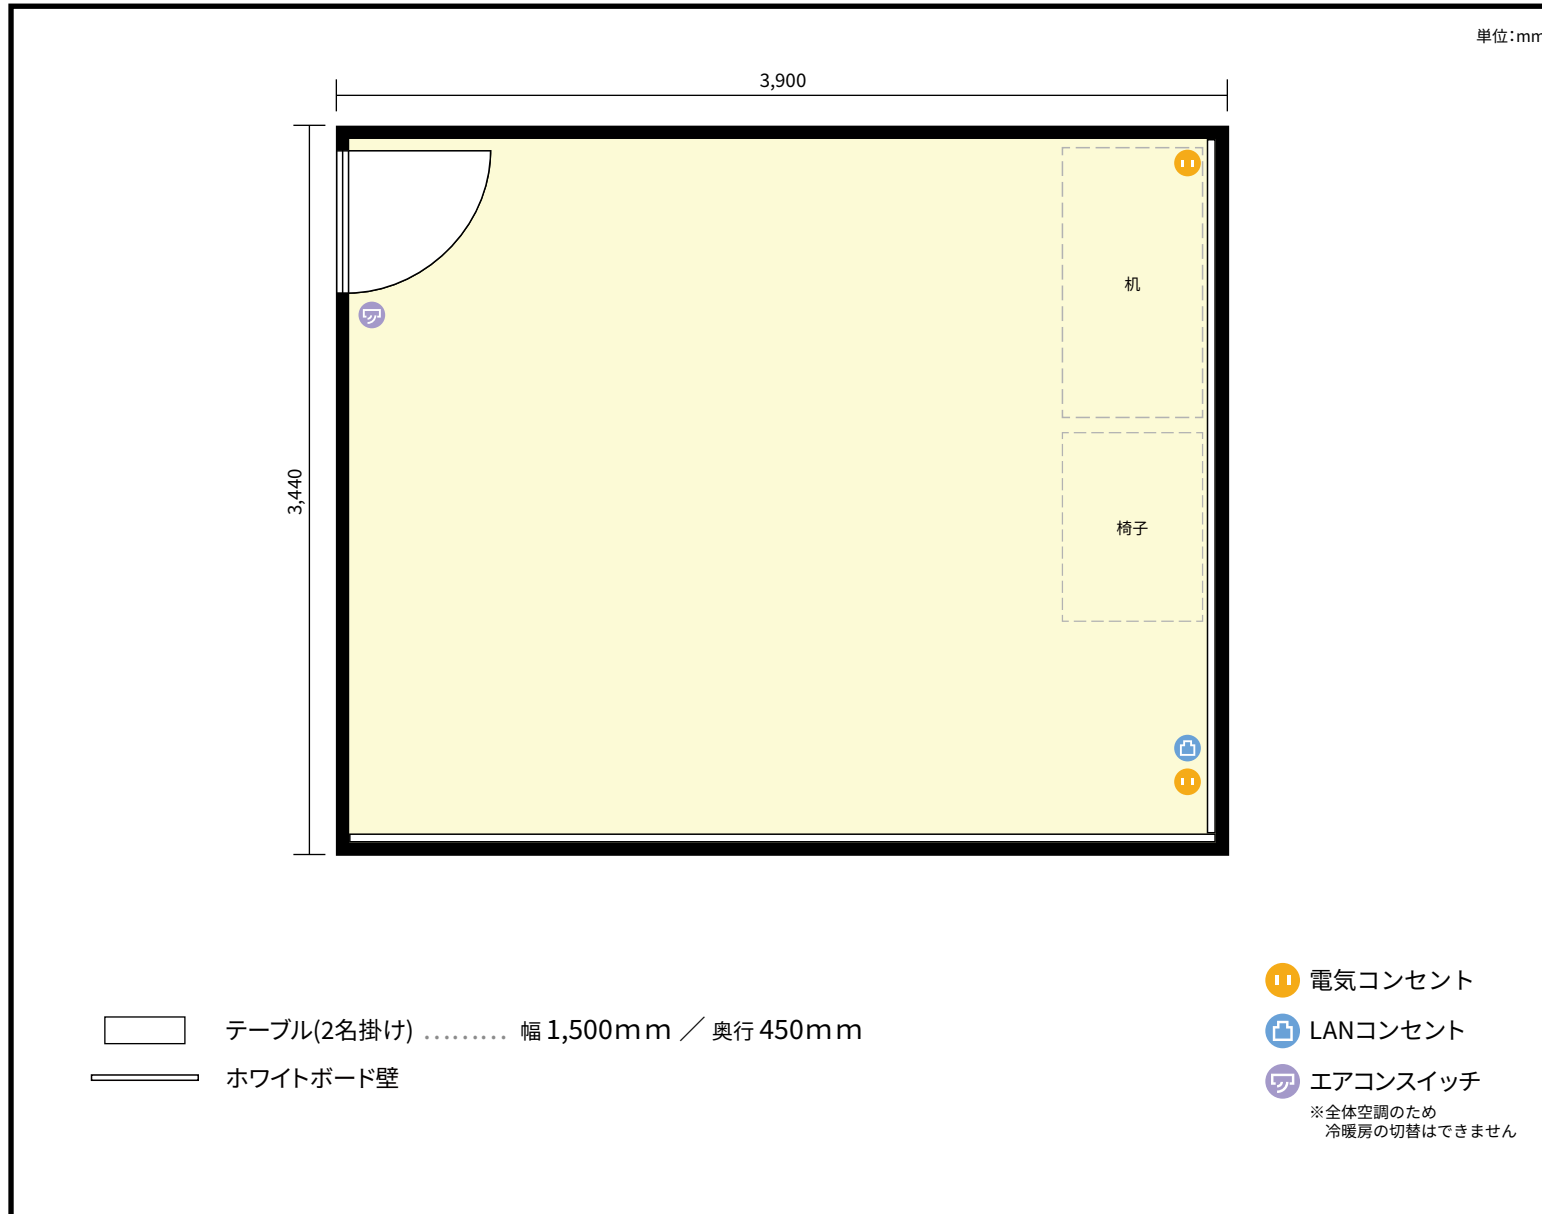 単位：mm
3,900
3,440
机
椅子
テーブル(2名掛け) ……… 幅 1,500mm ／ 奥行 450mm
ホワイトボード壁
電気コンセント
LANコンセント
エアコンスイッチ
※全体空調のため
冷暖房の切替はできません